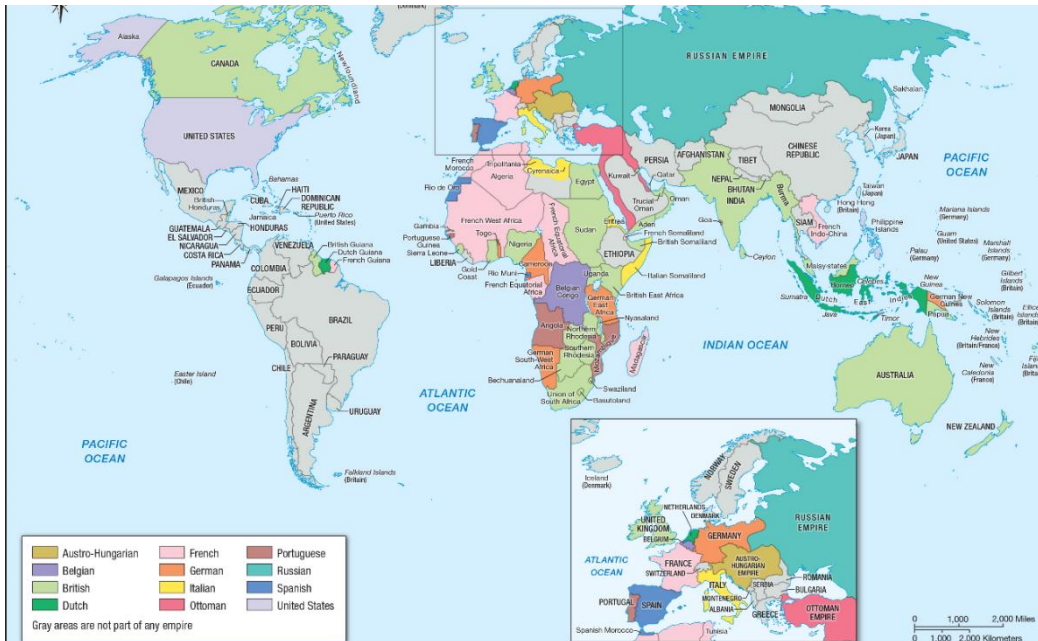 (Denmark)
Alaska
CANADA
Newfoundland
UNITED STATES
RUSSIAN EMPIRE
Sakhalan
MONGOLIA
Korea
(Japan)
CHINESE
REPUBLIC
JAPAN
PACIFIC
OCEAN
PERSIA
AFGHANISTAN
TIBET
NEPAL
BHUTAN
INDIA
Burma
Taiwan
(Japan)
Hong Hong
(Britain)
SIAM
French
Indo-China
Philippine
Islands
Mariana Islands
(Germany)
Guam
(United States)
Palau
(Germany)
Marshall
Islands
(Germany)
Gilbert
Islands
(Britain)
Kuwait
Qatar
Trucial
Oman
Oman
Aden
Goa
Ceylon
French
Morocco
Tripolitania
Algeria
Cyrenaica
Egypt
Rio de Oro
French West Africa
French Equatorial
Africa
Sudan
Eritrea
French Somaliland
British Somaliland
ETHIOPIA
Italian Somaliland
Gambia
Portuguese
Guinea
Sierra Leone
LIBERIA
Togo
Gold
Coast
Nigeria
Cameroon
Rio Muni
French Equatorial
Africa
Belgian
Congo
Uganda
British East Africa
German
East
Africa
Nyasaland
Angola
Northern
Rhodesia
Southern
Rhodesia
Mozambique
Madagascar
German
South-West
Africa
Bechuanaland
Union of
South Africa
Swaziland
Basutoland
MEXICO
British
Honduras
Bahamas
CUBA
HAITI
DOMINICAN
REPUBLIC
Jamaica
Puerto Rico
(United States)
HONDURAS
GUATEMALA
EL SALVADOR
NICARAGUA
COSTA RICA
PANAMA
VENEZUELA
British Guiana
Dutch Guiana
French Guiana
COLOMBIA
Galapagos Islands
(Ecuador)
ECUADOR
PERU
BRAZIL
BOLIVIA
PARAGUAY
CHILE
ARGENTINA
URUGUAY
Easter Island
(Chile)
Falkland Islands
(Britain)
PACIFIC
OCEAN
ATLANTIC
OCEAN
INDIAN OCEAN
Malay states
Sumatra
Borneo
Celebes
Dutch East Indies
Java
Timor
New
Guinea
German New
Guinea
Papua
Solomon
Islands
(Britain)
New
Hebrides
(Britain/France)
New
Caledonia
(France)
AUSTRALIA
NEW ZEALAND
Iceland
(Denmark)
NORWAY
SWEDEN
NETHERLANDS
DENMARK
UNITED
KINGDOM
BELGIUM
GERMANY
RUSSIAN
EMPIRE
ATLANTIC
OCEAN
FRANCE
SWITZERLAND
AUSTRO-
HUNGARIAN
EMPIRE
ITALY
SERBIA
ROMANIA
BULGARIA
MONTENEGRO
ALBANIA
GREECE
OTTOMAN
EMPIRE
PORTUGAL
SPAIN
Spanish Morocco
Tunisia
Austro-Hungarian
Belgian
British
Dutch
French
German
Italian
Ottoman
Portuguese
Russian
Spanish
United States
Gray areas are not part of any empire
0 1,000 2,000 Miles
0 1,000 2,000 Kilometers